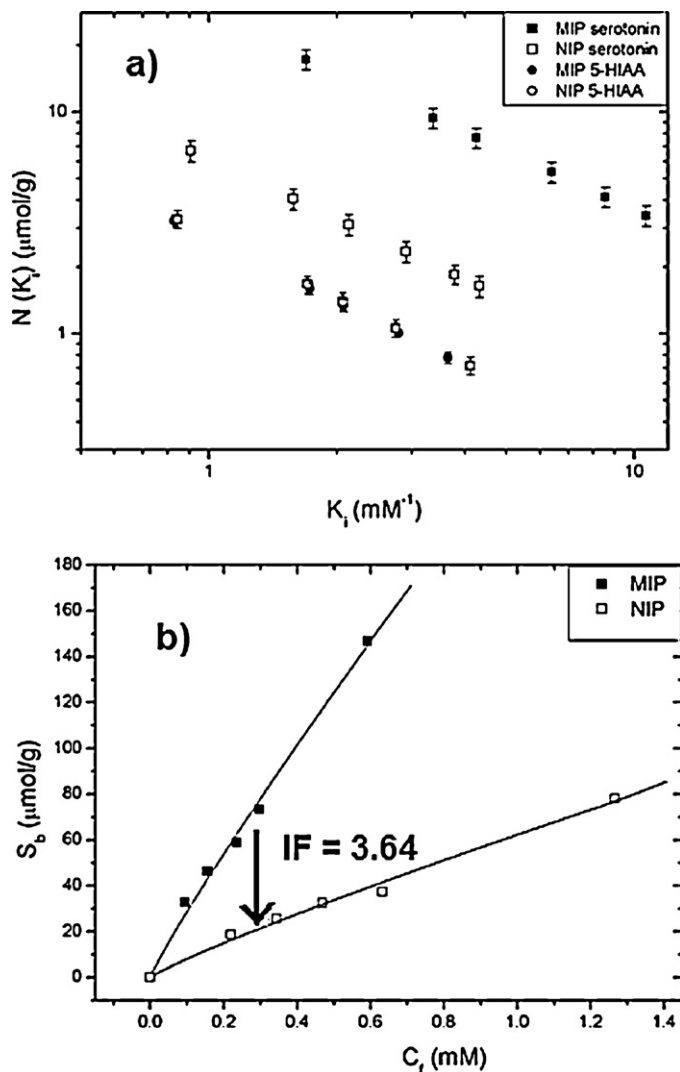 a)
MIP serotonin
NIP serotonin
MIP 5-HIAA
NIP 5-HIAA
10
1
N (Kᵢ) (μmol/g)
1
10
Kᵢ (mM⁻¹)
b)
MIP
NIP
180
160
140
120
100
80
60
40
20
0
S_b (μmol/g)
IF = 3.64
0.0
0.2
0.4
0.6
0.8
1.0
1.2
1.4
C_f (mM)